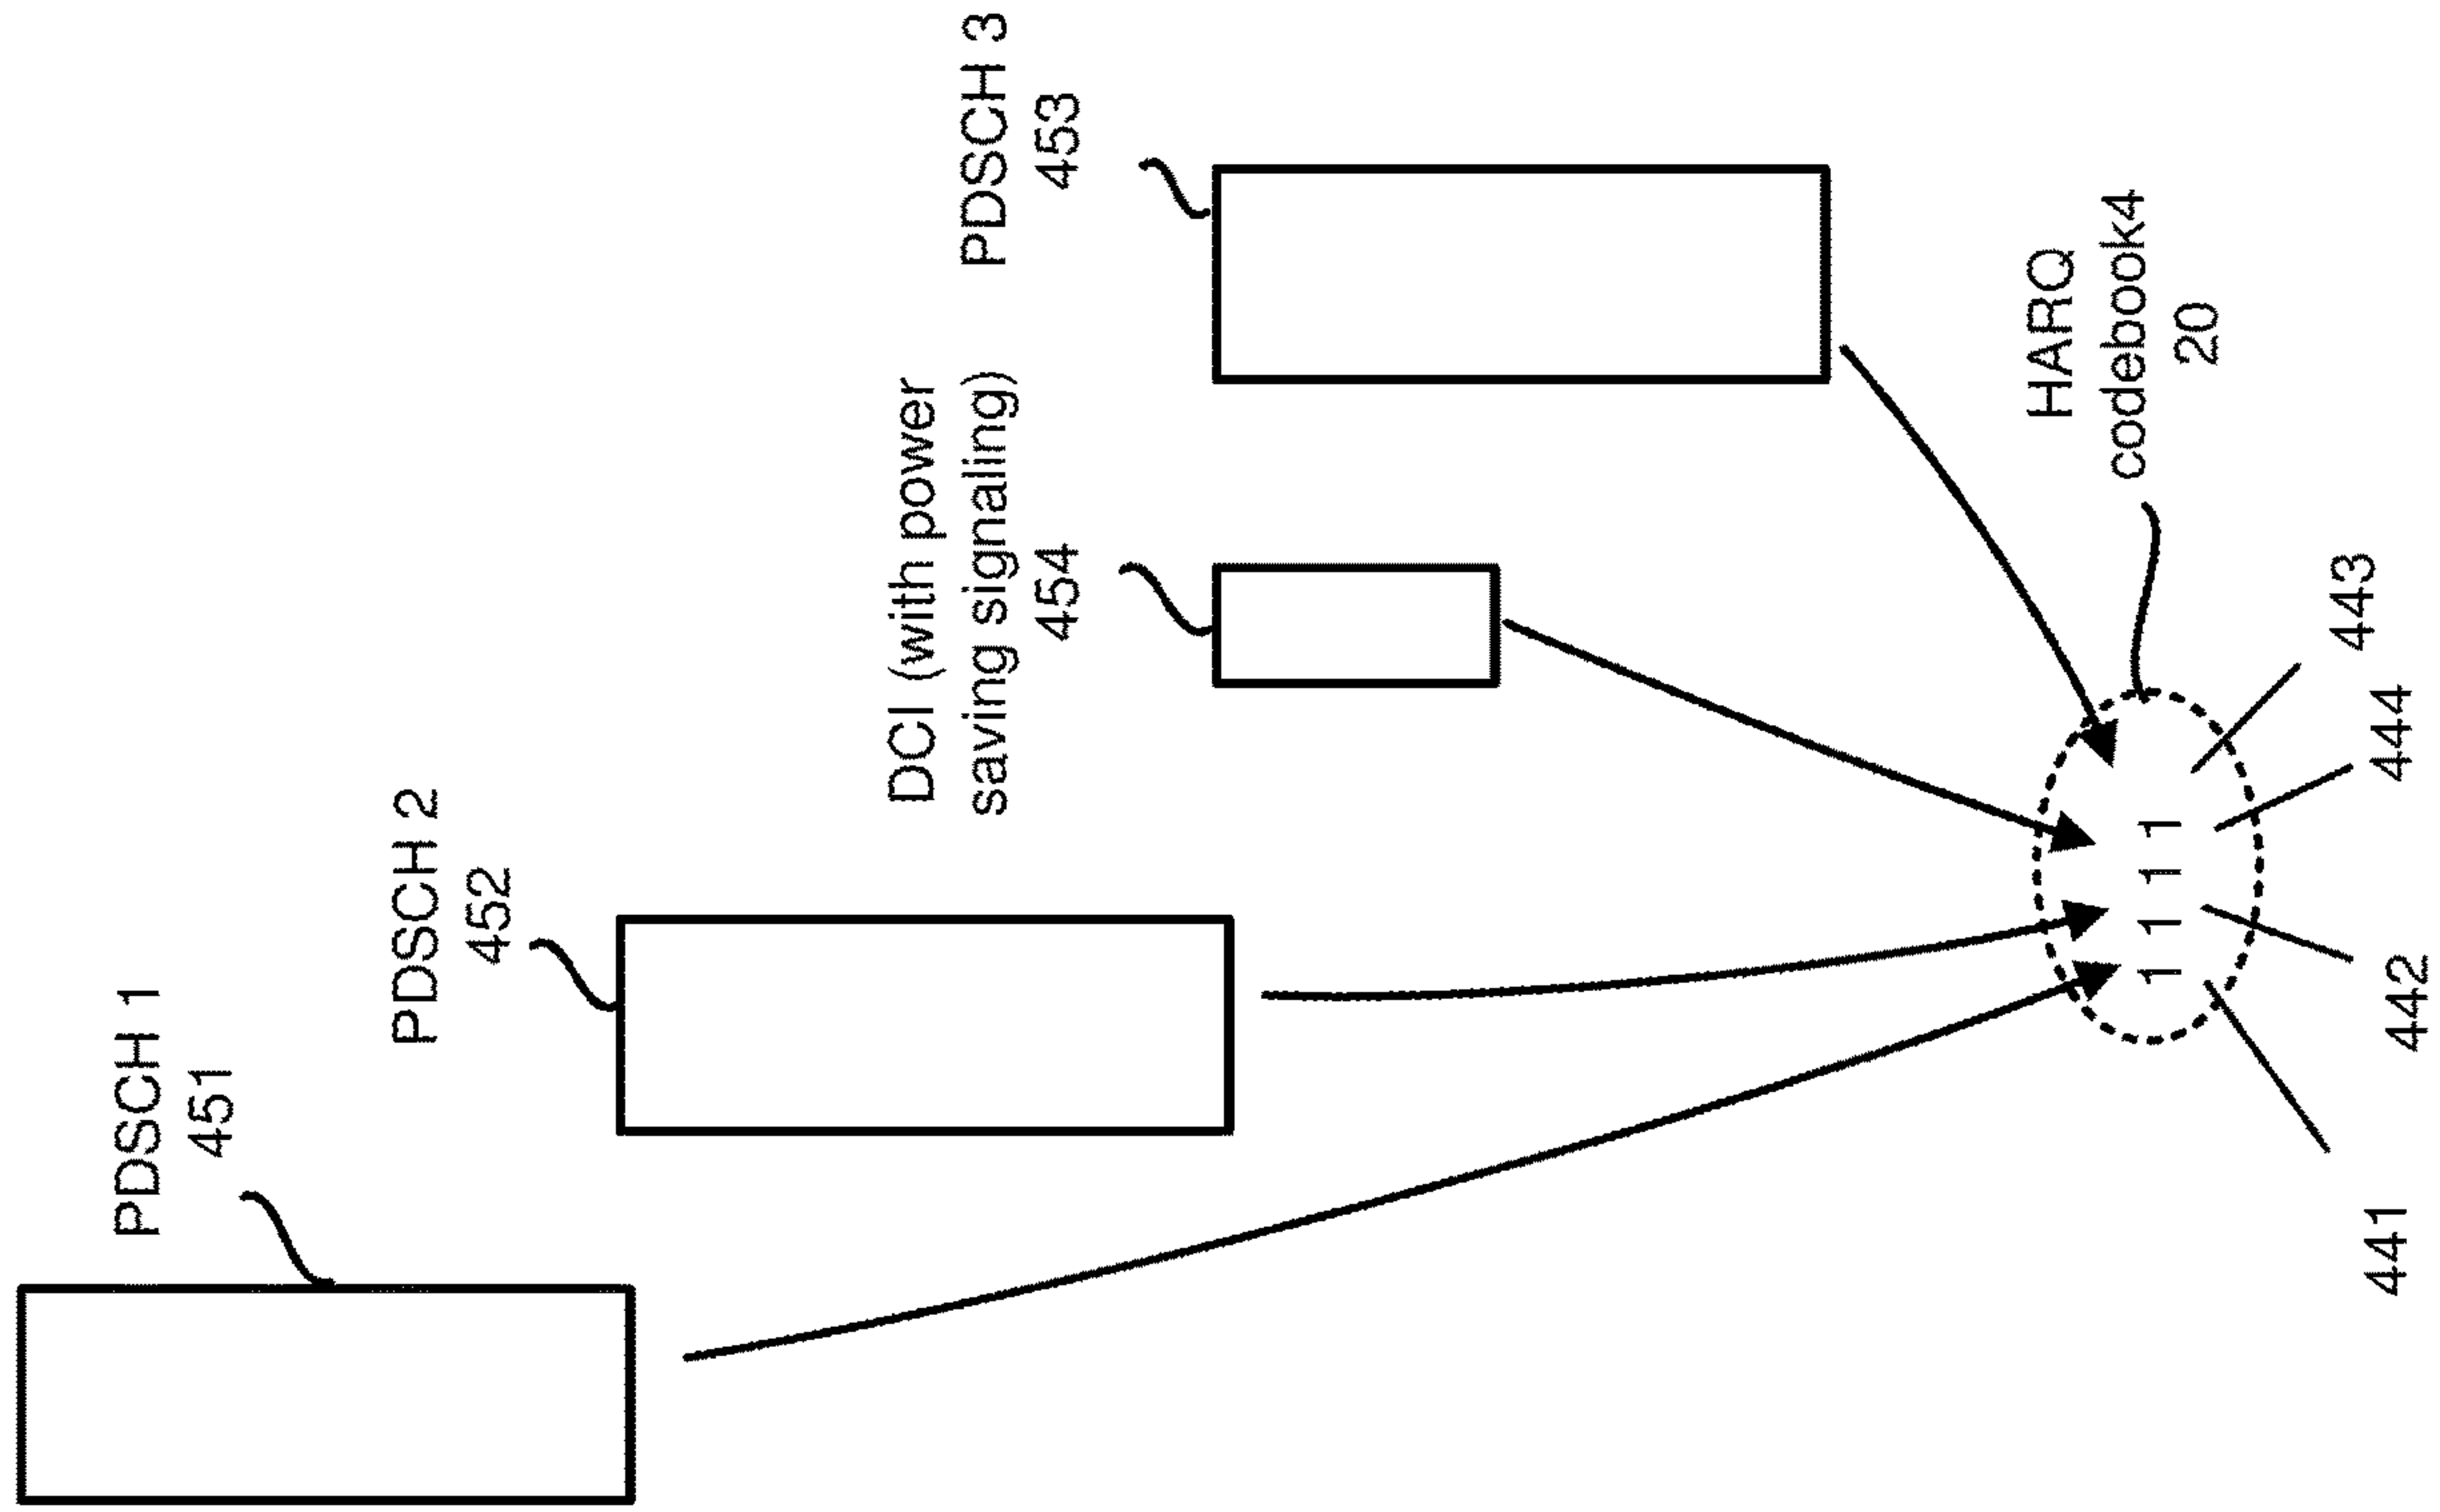 PDSCH 1
451
PDSCH 2
452
DCI (with power
saving signaling)
454
PDSCH 3
453
HARQ
codebook4
20
1 1 1 1
441
442
444
443